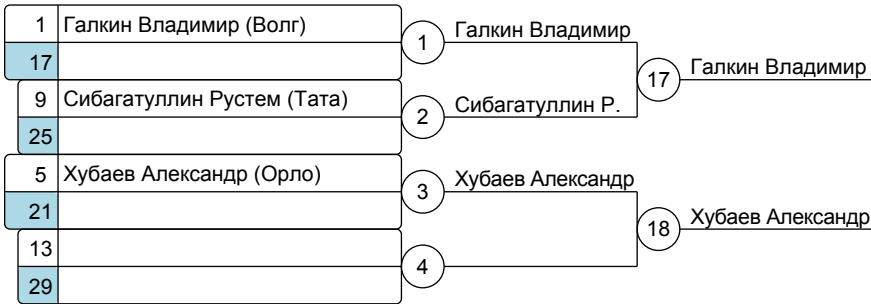 1 Галкин Владимир (Волг)
17
1 Галкин Владимир
9 Сибагатуллин Рустем (Тата)
25
2 Сибагатуллин Р.
17 Галкин Владимир
5 Хубаев Александр (Орло)
21
3 Хубаев Александр
13
29
4
18 Хубаев Александр